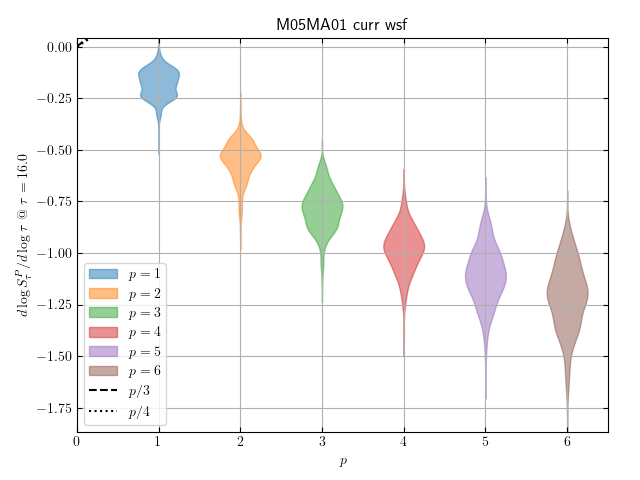 M05MA01 curr wsf
d log S_τ^P / d log τ @ τ = 16.0
0.00
−0.25
−0.50
−0.75
−1.00
−1.25
−1.50
−1.75
p = 1
p = 2
p = 3
p = 4
p = 5
p = 6
p/3
p/4
0 1 2 3 4 5 6
p